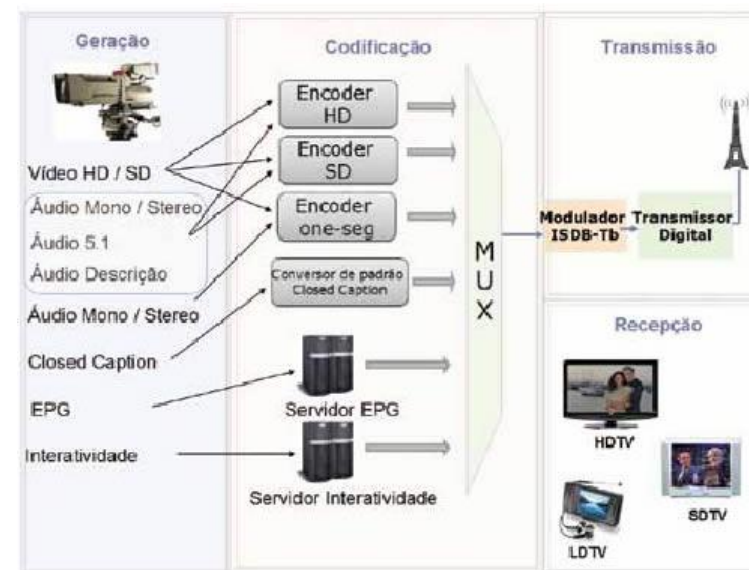 Geração
Vídeo HD / SD
Áudio Mono / Stereo
Áudio 5.1
Áudio Descrição
Áudio Mono / Stereo
Closed Caption
EPG
Interatividade
Codificação
Encoder
HD
Encoder
SD
Encoder
one-seg
Conversor de padrão
Closed Caption
Servidor EPG
Servidor Interatividade
M
U
X
Transmissão
Modulador
ISDB-Tb
Transmissor
Digital
Recepção
HDTV
SDTV
LDTV